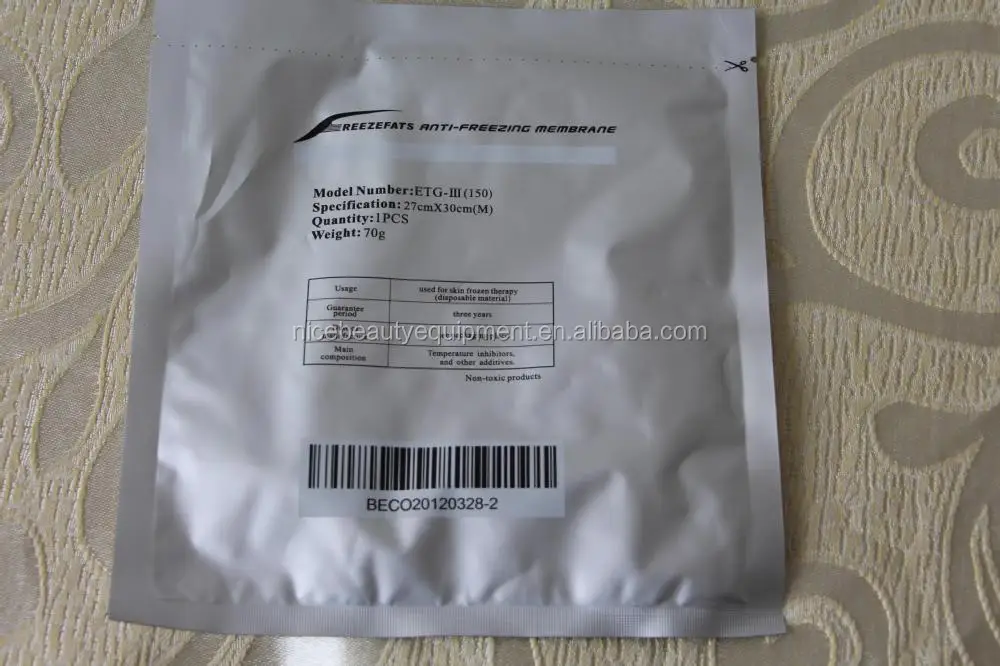 FREEZEFATS ANTI-FREEZING MEMBRANE
Model Number:ETG-III(150)
Specification: 27cmX30cm(M)
Quantity:1PCS
Weight: 70g
Usage
used for skin frozen therapy
(disposable material)
Guarantee
period
three years
nicebeautyequipment.en.alibaba.com
Main
composition
Temperature inhibitors,
and other additives.
Non-toxic products
BECO20120328-2